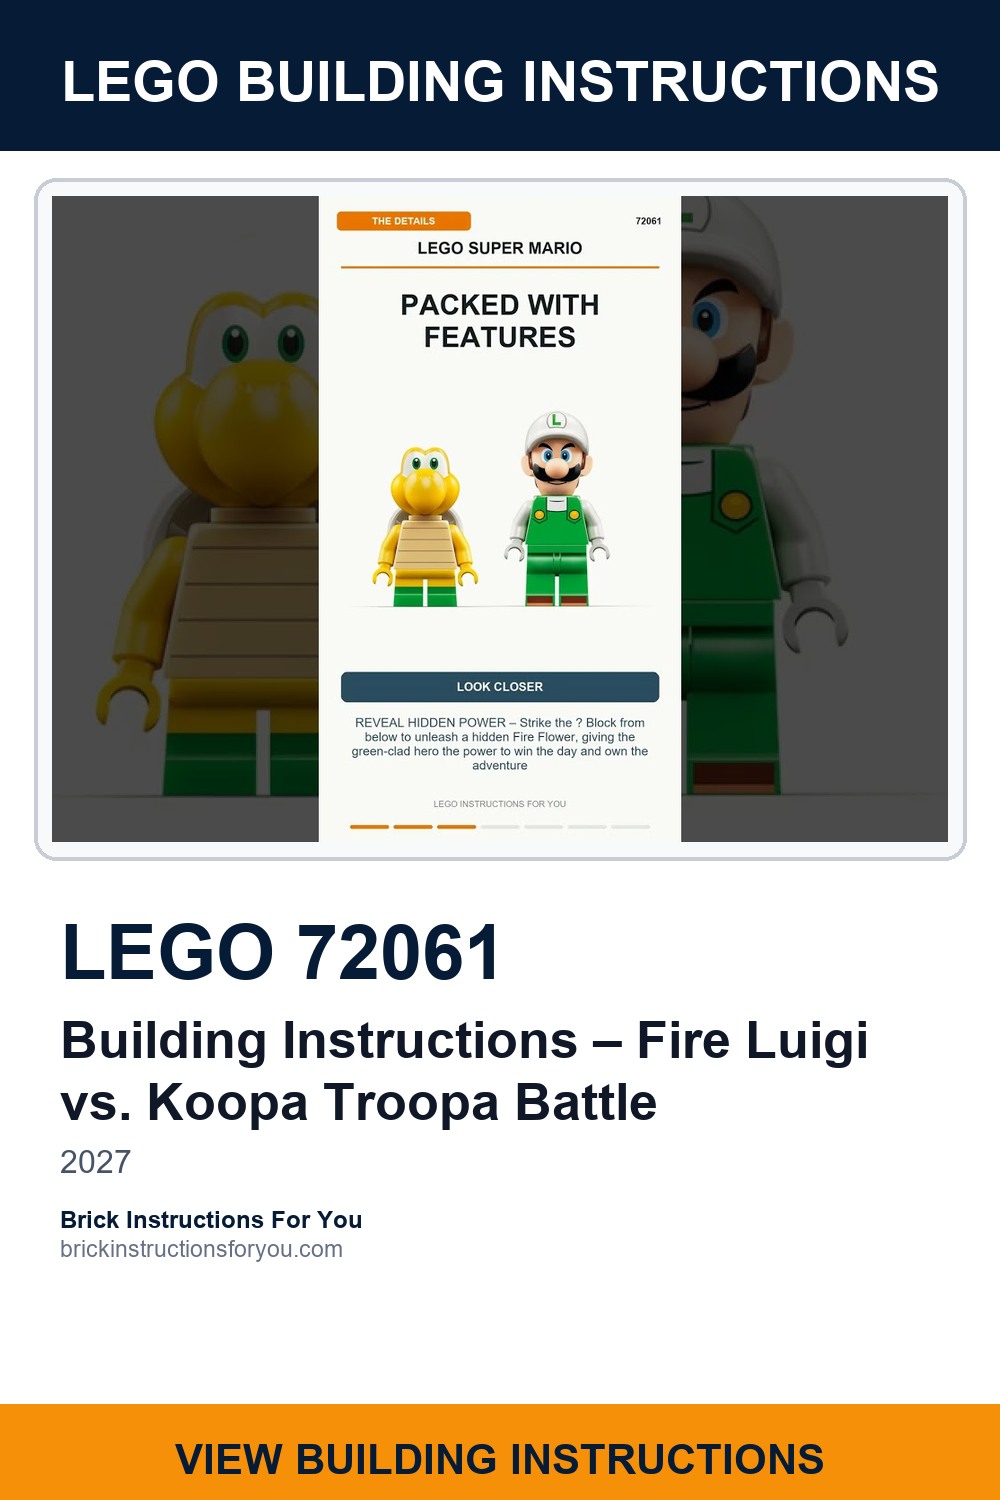 LEGO BUILDING INSTRUCTIONS
THE DETAILS
72061
LEGO SUPER MARIO
PACKED WITH
FEATURES
L
LOOK CLOSER
REVEAL HIDDEN POWER – Strike the ? Block from
below to unleash a hidden Fire Flower, giving the
green-clad hero the power to win the day and own the
adventure
LEGO INSTRUCTIONS FOR YOU
LEGO 72061
Building Instructions – Fire Luigi
vs. Koopa Troopa Battle
2027
Brick Instructions For You
brickinstructionsforyou.com
VIEW BUILDING INSTRUCTIONS